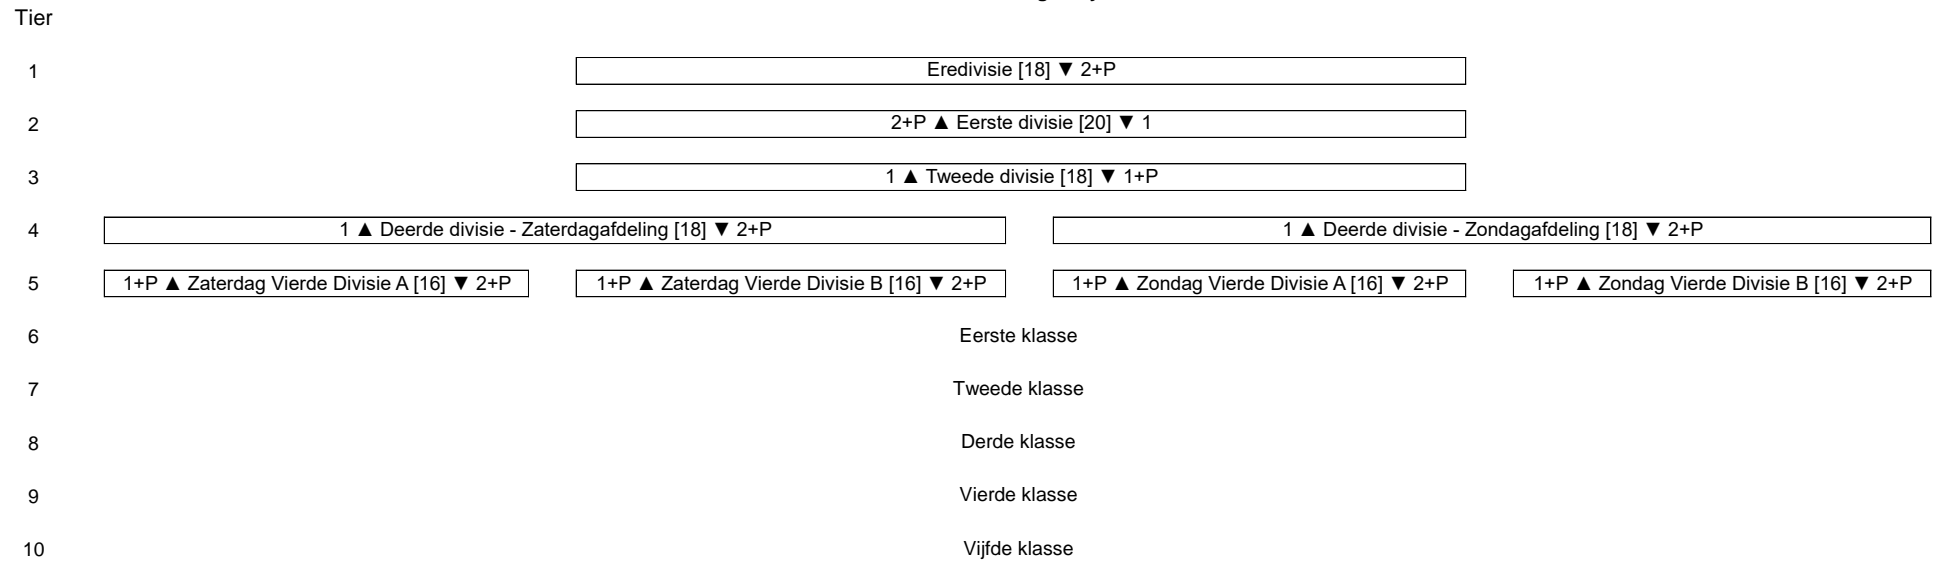 Tier
1 Eredivisie [18] ▼ 2+P
2 2+P ▲ Eerste divisie [20] ▼ 1
3 1 ▲ Tweede divisie [18] ▼ 1+P
4 1 ▲ Deerde divisie - Zaterdagafdeling [18] ▼ 2+P 1 ▲ Deerde divisie - Zondagafdeling [18] ▼ 2+P
5 1+P ▲ Zaterdag Vierde Divisie A [16] ▼ 2+P 1+P ▲ Zaterdag Vierde Divisie B [16] ▼ 2+P 1+P ▲ Zondag Vierde Divisie A [16] ▼ 2+P 1+P ▲ Zondag Vierde Divisie B [16] ▼ 2+P
6 Eerste klasse
7 Tweede klasse
8 Derde klasse
9 Vierde klasse
10 Vijfde klasse